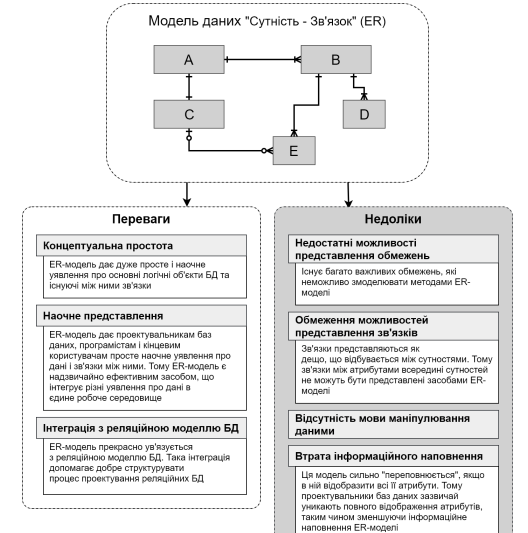 Модель даних "Сутність - Зв'язок" (ER)
A
B
C
D
E
Переваги
Концептуальна простота
ER-модель дає дуже просте і наочне
уявлення про основні логічні об'єкти БД та
існуючі між ними зв'язки
Наочне представлення
ER-модель дає проектувальникам баз
даних, програмістам і кінцевим
користувачам просте наочне уявлення про
дані і зв'язки між ними. Тому ER-модель є
надзвичайно ефективним засобом, що
інтегрує різні уявлення про дані в
єдине робоче середовище
Інтеграція з реляційною моделлю БД
ER-модель прекрасно ув'язується
з реляційною моделлю БД. Така інтеграція
допомагає добре структурувати
процес проектування реляційних БД
Недоліки
Недостатні можливості
представлення обмежень
Існує багато важливих обмежень, які
неможливо змоделювати методами ER-
моделі
Обмеження можливостей
представлення зв'язків
Зв'язки представляються як
дещо, що відбувається між сутностями. Тому
зв'язки між атрибутами всередині сутностей
не можуть бути представлені засобами ER-
моделі
Відсутність мови маніпулювання
даними
Втрата інформаційного наповнення
Ця модель сильно "переповнюється", якщо
в ній відобразити всі її атрибути. Тому
проектувальники баз даних зазвичай
уникають повного відображення атрибутів,
таким чином зменшуючи інформаційне
наповнення ER-моделі